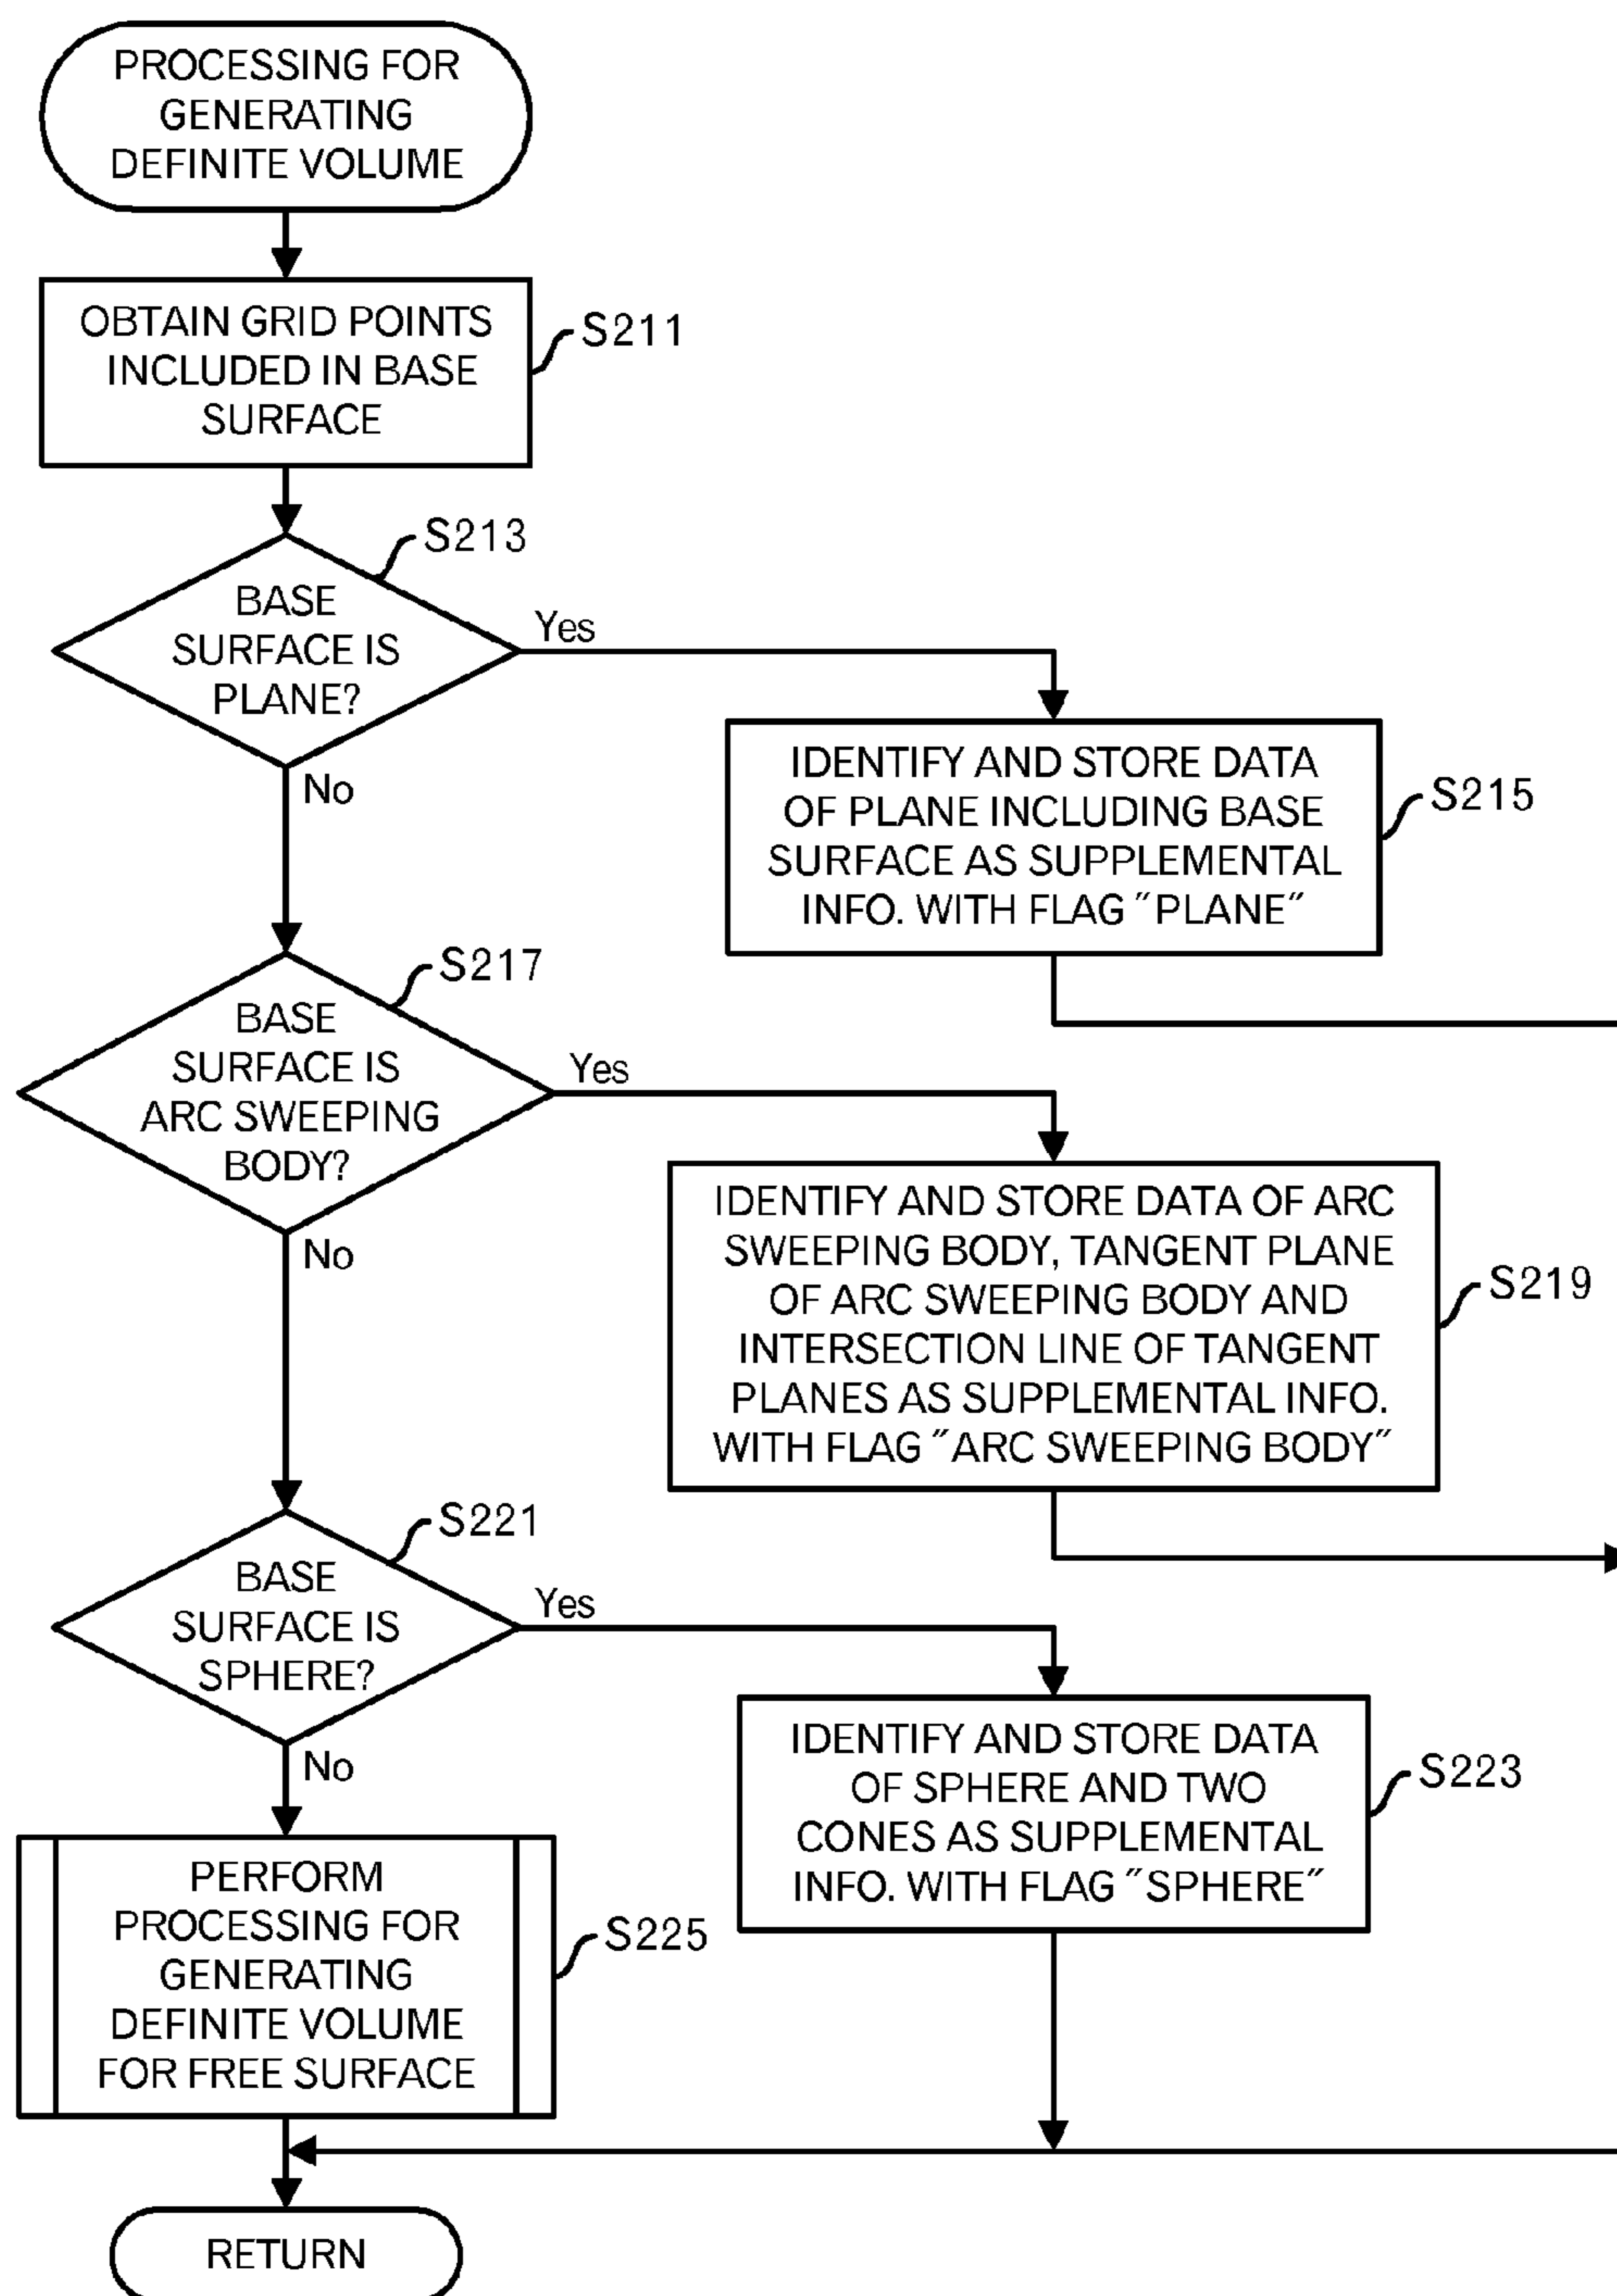 PROCESSING FOR
GENERATING
DEFINITE VOLUME
OBTAIN GRID POINTS
INCLUDED IN BASE
SURFACE
S211
S213
BASE
SURFACE IS
PLANE?
Yes
No
IDENTIFY AND STORE DATA
OF PLANE INCLUDING BASE
SURFACE AS SUPPLEMENTAL
INFO. WITH FLAG "PLANE"
S215
S217
BASE
SURFACE IS
ARC SWEEPING
BODY?
Yes
No
IDENTIFY AND STORE DATA OF ARC
SWEEPING BODY, TANGENT PLANE
OF ARC SWEEPING BODY AND
INTERSECTION LINE OF TANGENT
PLANES AS SUPPLEMENTAL INFO.
WITH FLAG "ARC SWEEPING BODY"
S219
S221
BASE
SURFACE IS
SPHERE?
Yes
No
IDENTIFY AND STORE DATA
OF SPHERE AND TWO
CONES AS SUPPLEMENTAL
INFO. WITH FLAG "SPHERE"
S223
PERFORM
PROCESSING FOR
GENERATING
DEFINITE VOLUME
FOR FREE SURFACE
S225
RETURN